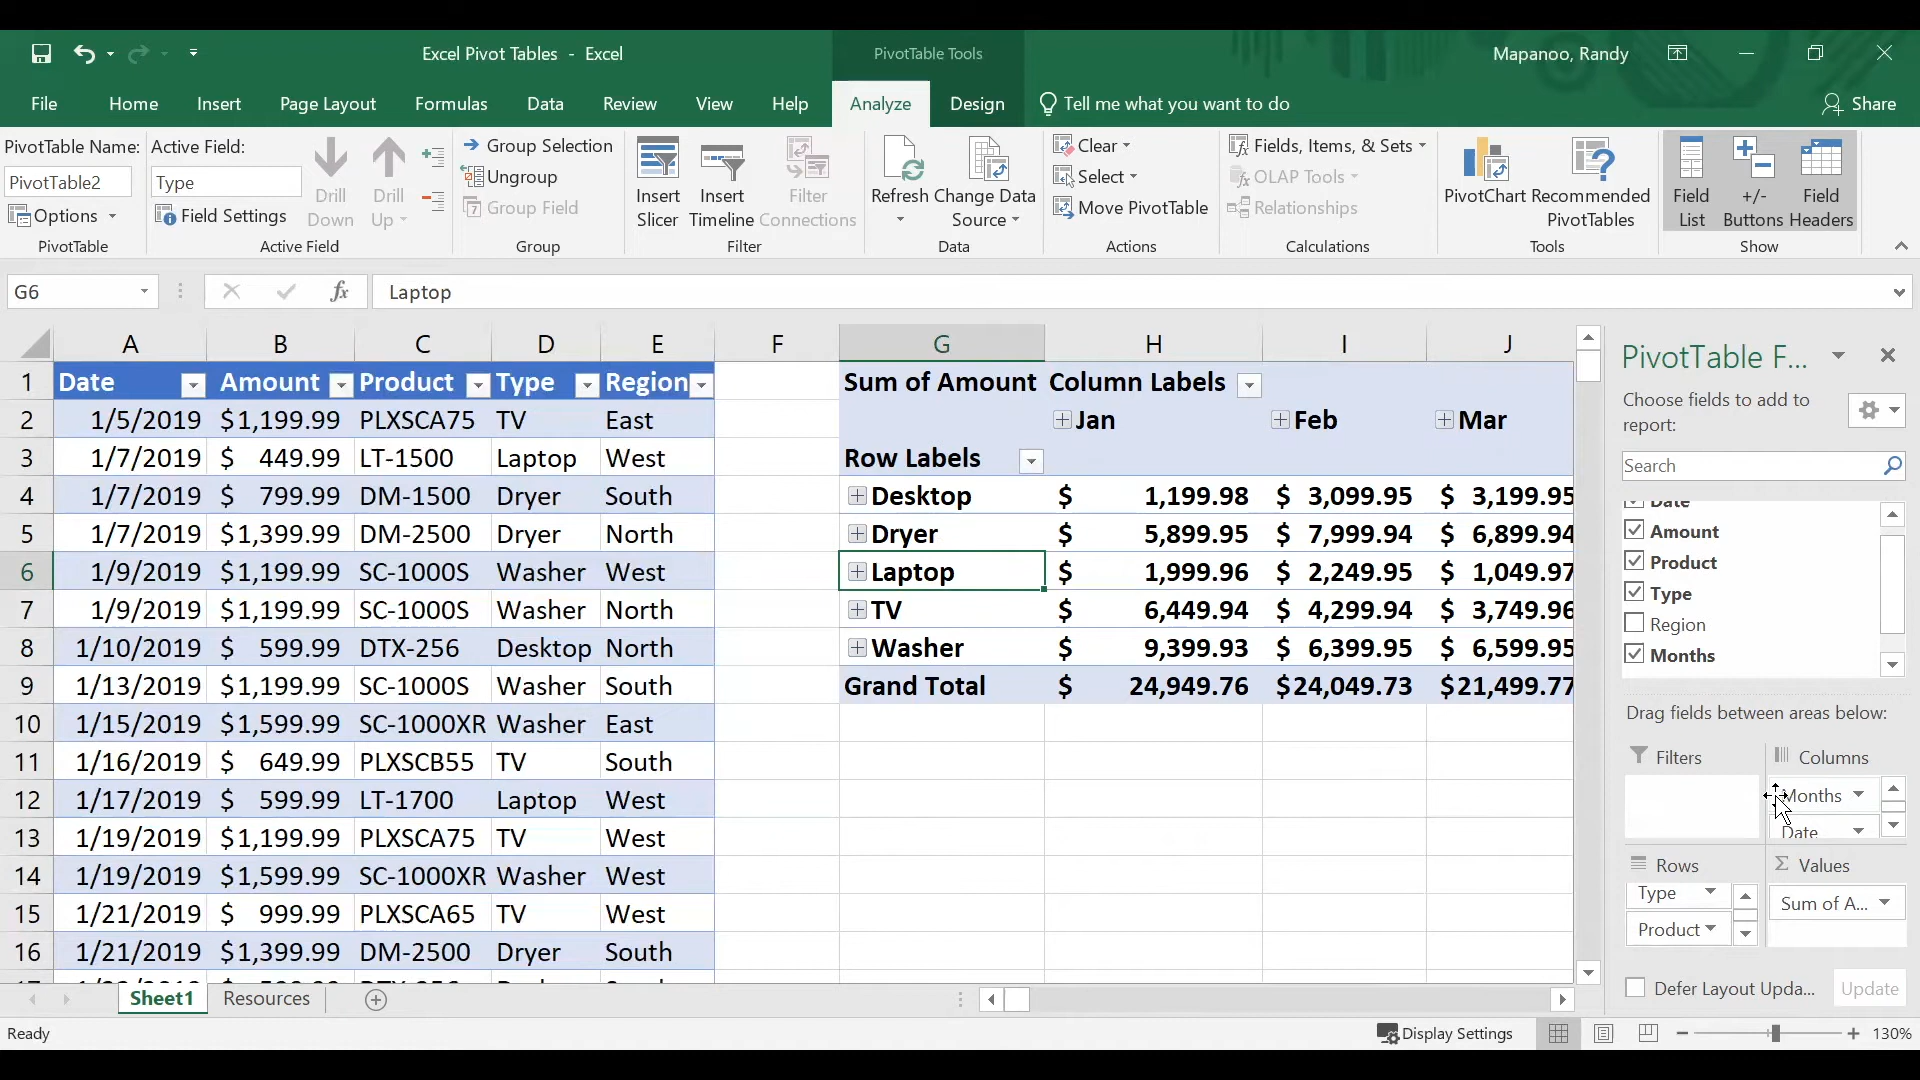 Excel Pivot Tables - Excel
PivotTable Tools
Mapanoo, Randy
File Home Insert Page Layout Formulas Data Review View Help Analyze Design Tell me what you want to do Share
PivotTable Name:
PivotTable2
Options
PivotTable
Active Field:
Type
Field Settings
Drill Down
Drill Up
Active Field
Group Selection
Ungroup
Group Field
Group
Insert Slicer
Insert Timeline
Filter Connections
Filter
Refresh
Change Data Source
Data
Clear
Select
Move PivotTable
Actions
Fields, Items, & Sets
OLAP Tools
Relationships
Calculations
PivotChart
Recommended PivotTables
Tools
Field List
+/- Buttons
Field Headers
Show
G6
fx
Laptop
A B C D E F G H I J
1 Date Amount Product Type Region Sum of Amount Column Labels
2 1/5/2019 $1,199.99 PLXSCA75 TV East Jan Feb Mar
3 1/7/2019 $ 449.99 LT-1500 Laptop West Row Labels
4 1/7/2019 $ 799.99 DM-1500 Dryer South Desktop $ 1,199.98 $ 3,099.95 $ 3,199.95
5 1/7/2019 $1,399.99 DM-2500 Dryer North Dryer $ 5,899.95 $ 7,999.94 $ 6,899.94
6 1/9/2019 $1,199.99 SC-1000S Washer West Laptop $ 1,999.96 $ 2,249.95 $ 1,049.97
7 1/9/2019 $1,199.99 SC-1000S Washer North TV $ 6,449.94 $ 4,299.94 $ 3,749.96
8 1/10/2019 $ 599.99 DTX-256 Desktop North Washer $ 9,399.93 $ 6,399.95 $ 6,599.95
9 1/13/2019 $1,199.99 SC-1000S Washer South Grand Total $ 24,949.76 $24,049.73 $21,499.77
10 1/15/2019 $1,599.99 SC-1000XR Washer East
11 1/16/2019 $ 649.99 PLXSCB55 TV South
12 1/17/2019 $ 599.99 LT-1700 Laptop West
13 1/19/2019 $1,199.99 PLXSCA75 TV West
14 1/19/2019 $1,599.99 SC-1000XR Washer West
15 1/21/2019 $ 999.99 PLXSCA65 TV West
16 1/21/2019 $1,399.99 DM-2500 Dryer South
PivotTable F...
Choose fields to add to report:
Search
Date
Amount
Product
Type
Region
Months
Drag fields between areas below:
Filters
Columns
Months
Date
Rows
Type
Product
Σ Values
Sum of A...
Defer Layout Upda...
Update
Sheet1 Resources
Ready
Display Settings
130%